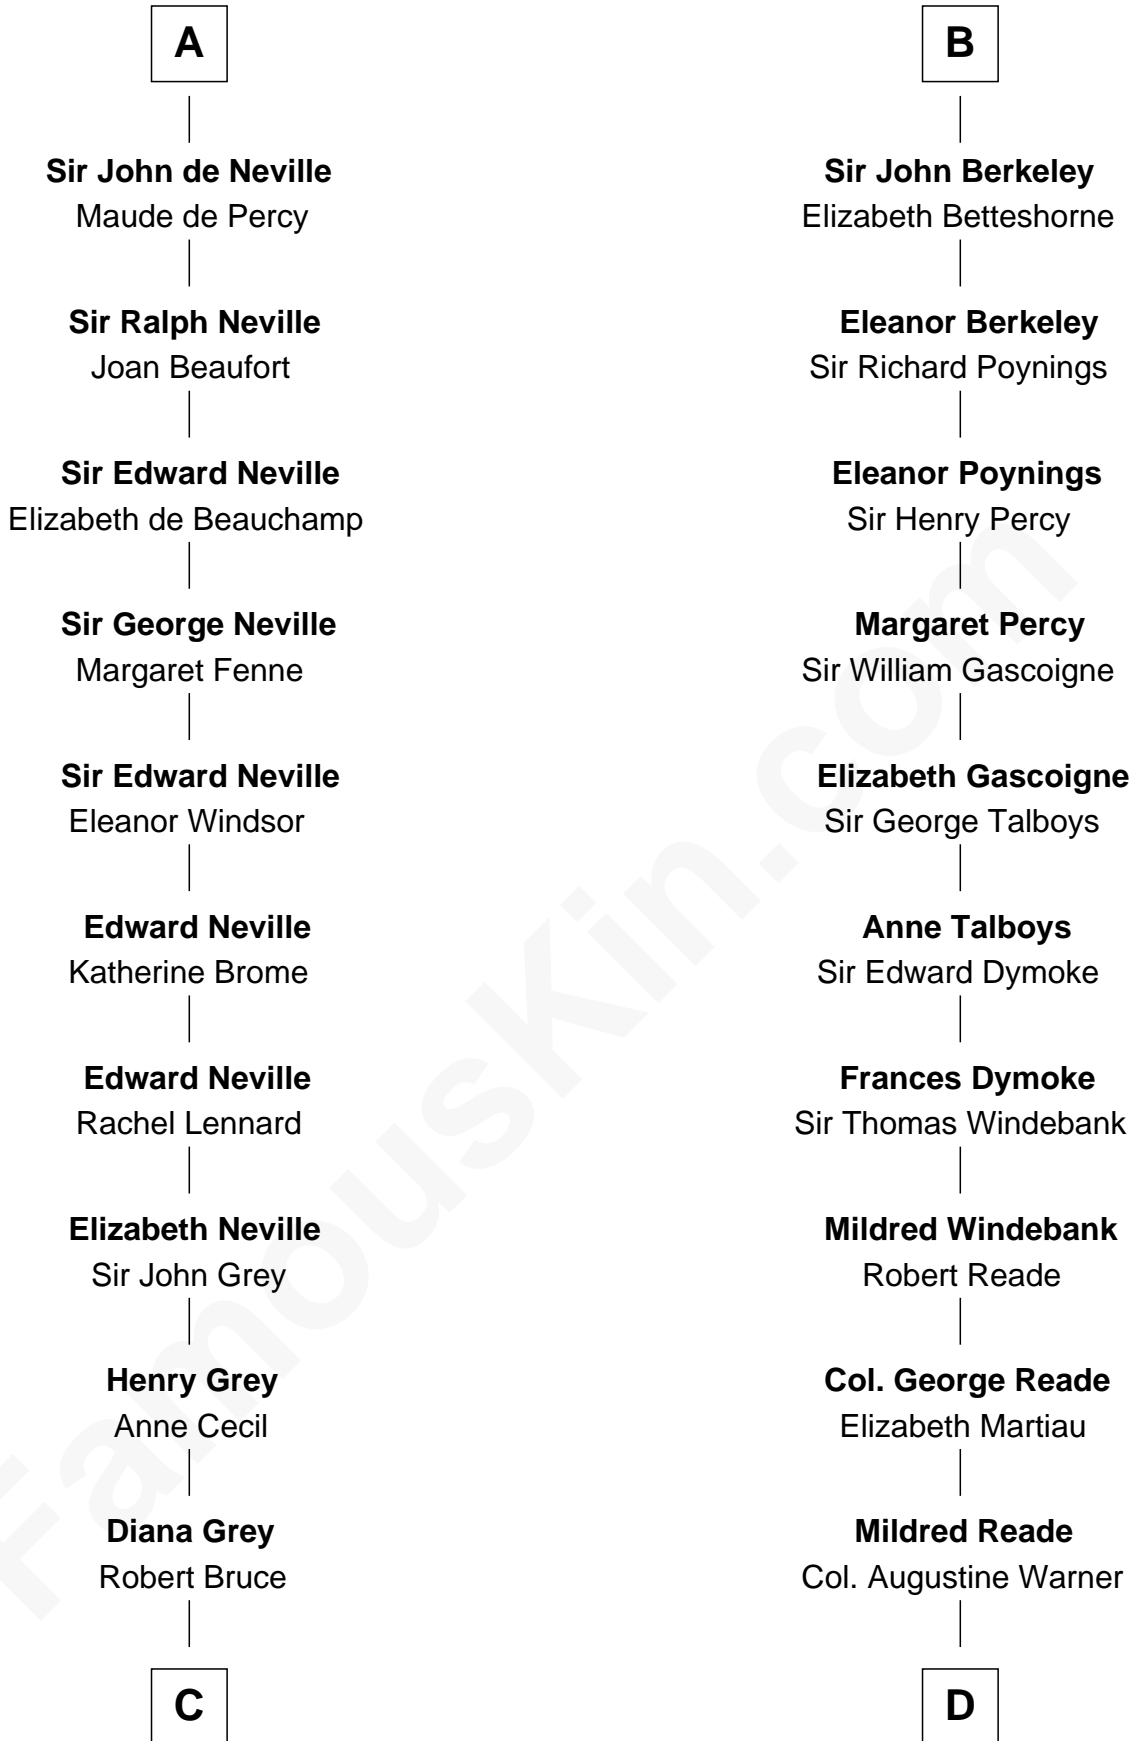 A
Sir John de Neville
Maude de Percy
Sir Ralph Neville
Joan Beaufort
Sir Edward Neville
Elizabeth de Beauchamp
Sir George Neville
Margaret Fenne
Sir Edward Neville
Eleanor Windsor
Edward Neville
Katherine Brome
Edward Neville
Rachel Lennard
Elizabeth Neville
Sir John Grey
Henry Grey
Anne Cecil
Diana Grey
Robert Bruce
C
B
Sir John Berkeley
Elizabeth Betteshorne
Eleanor Berkeley
Sir Richard Poynings
Eleanor Poynings
Sir Henry Percy
Margaret Percy
Sir William Gascoigne
Elizabeth Gascoigne
Sir George Talboys
Anne Talboys
Sir Edward Dymoke
Frances Dymoke
Sir Thomas Windebank
Mildred Windebank
Robert Reade
Col. George Reade
Elizabeth Martiau
Mildred Reade
Col. Augustine Warner
D
FamousKin.com